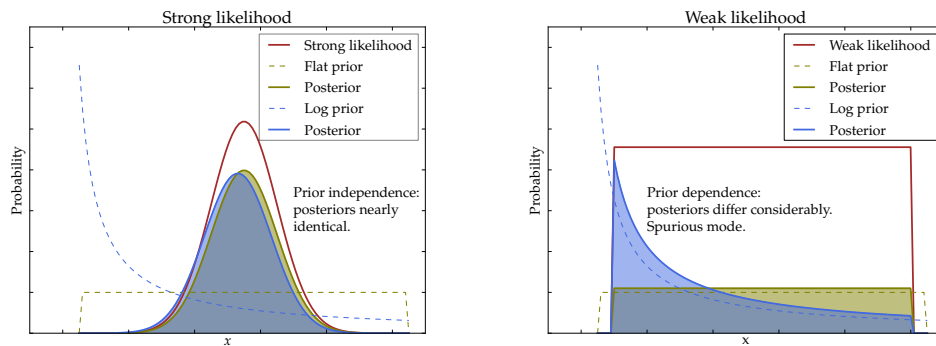 Strong likelihood
Strong likelihood
Flat prior
Posterior
Log prior
Posterior
Prior independence:
posteriors nearly
identical.
Probability
x
Weak likelihood
Weak likelihood
Flat prior
Posterior
Log prior
Posterior
Prior dependence:
posteriors differ considerably.
Spurious mode.
Probability
x